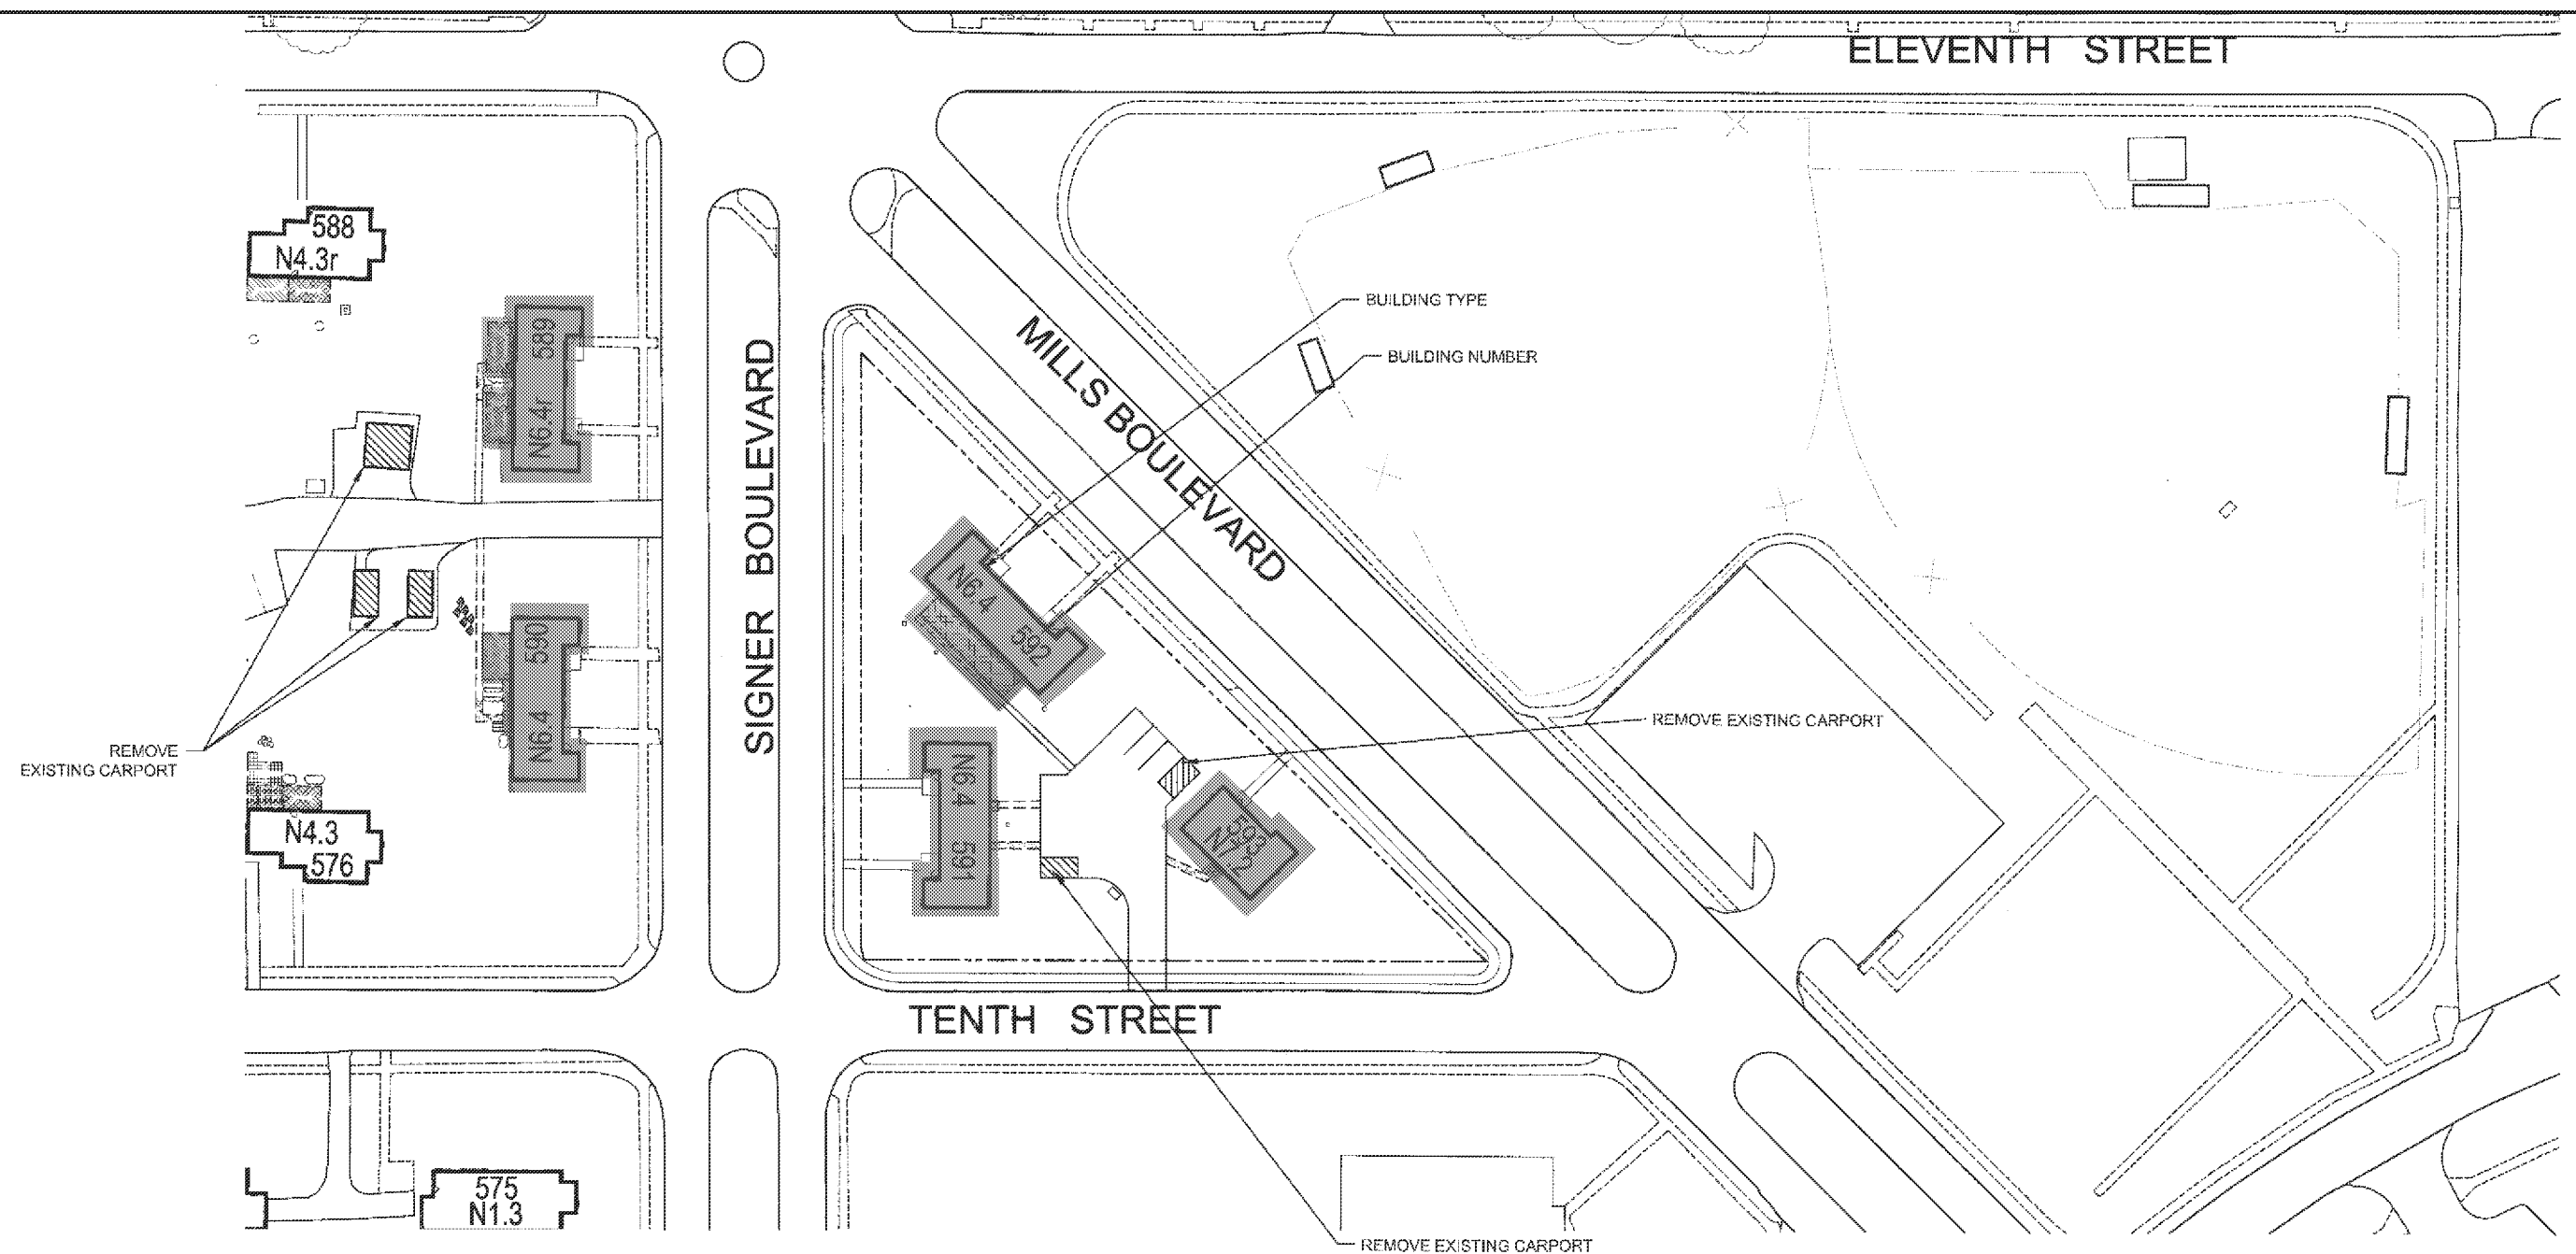 ELEVENTH STREET
588
N4.3r
BUILDING TYPE
BUILDING NUMBER
N6.4r 589
MILLS BOULEVARD
SIGNER BOULEVARD
N6.4
592
N6.4 590
REMOVE EXISTING CARPORT
REMOVE
EXISTING CARPORT
N6.4 591
593
N7.2
N4.3
576
TENTH STREET
575
N1.3
REMOVE EXISTING CARPORT